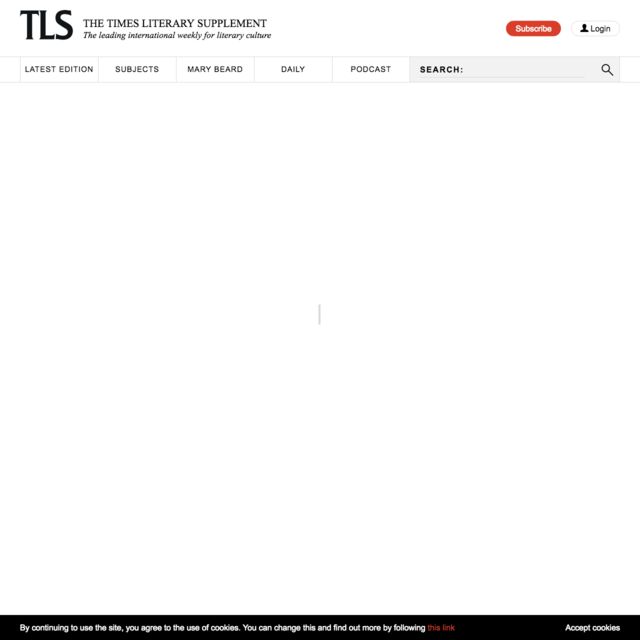 TLS
THE TIMES LITERARY SUPPLEMENT
The leading international weekly for literary culture
Subscribe
Login
LATEST EDITION
SUBJECTS
MARY BEARD
DAILY
PODCAST
SEARCH:
By continuing to use the site, you agree to the use of cookies. You can change this and find out more by following this link
Accept cookies